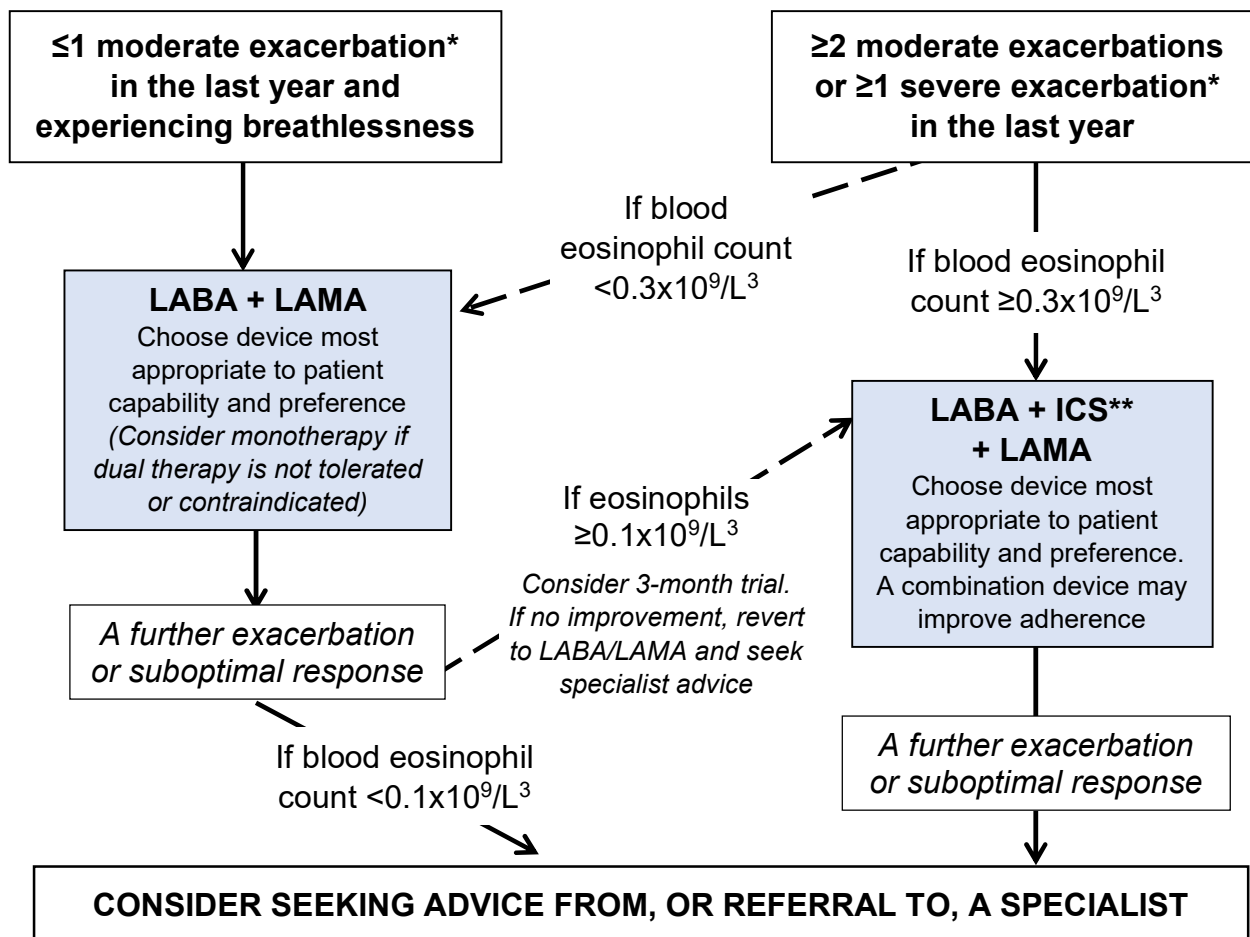 ≤1 moderate exacerbation*
in the last year and
experiencing breathlessness
≥2 moderate exacerbations
or ≥1 severe exacerbation*
in the last year
If blood
eosinophil count
<0.3x10⁹/L³
If blood eosinophil
count ≥0.3x10⁹/L³
LABA + LAMA
Choose device most
appropriate to patient
capability and preference
(Consider monotherapy if
dual therapy is not tolerated
or contraindicated)
LABA + ICS**
+ LAMA
Choose device most
appropriate to patient
capability and preference.
A combination device may
improve adherence
If eosinophils
≥0.1x10⁹/L³
Consider 3-month trial.
If no improvement, revert
to LABA/LAMA and seek
specialist advice
A further exacerbation
or suboptimal response
If blood eosinophil
count <0.1x10⁹/L³
A further exacerbation
or suboptimal response
CONSIDER SEEKING ADVICE FROM, OR REFERRAL TO, A SPECIALIST